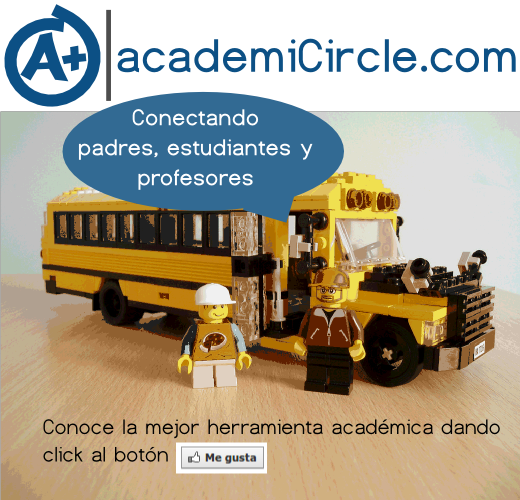 A+ academiCircle.com
Conectando
padres, estudiantes y
profesores
Conoce la mejor herramienta académica dando
click al botón Me gusta